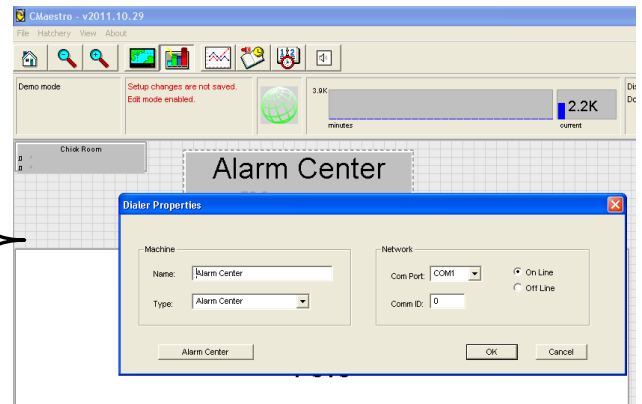 CMaestro - v2011.10.29
File Hatchery View About
Demo mode
Setup changes are not saved.
Edit mode enabled.
3.9K
minutes
2.2K
current
Chick Room
Alarm Center
Dialer Properties
Machine
Name: Alarm Center
Type: Alarm Center
Network
Com Port: COM1
On Line
Off Line
Comm ID: 0
Alarm Center
OK
Cancel